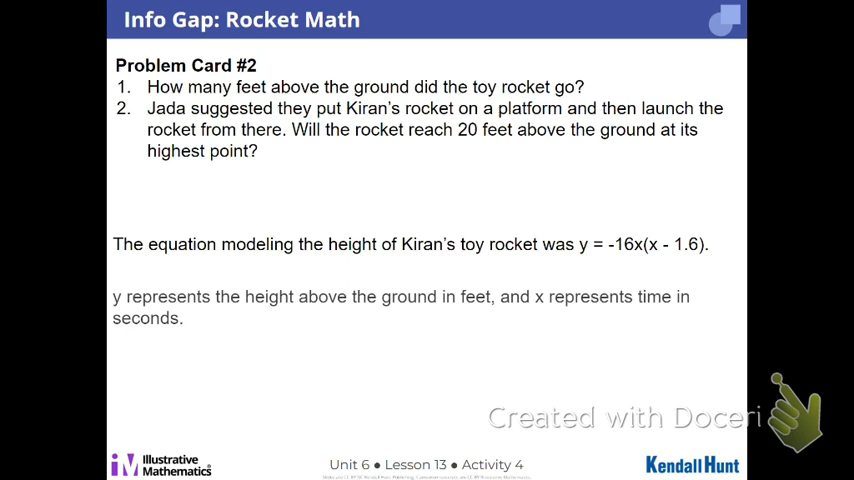 Info Gap: Rocket Math
Problem Card #2
1. How many feet above the ground did the toy rocket go?
2. Jada suggested they put Kiran's rocket on a platform and then launch the
rocket from there. Will the rocket reach 20 feet above the ground at its
highest point?
The equation modeling the height of Kiran's toy rocket was y = -16x(x - 1.6).
y represents the height above the ground in feet, and x represents time in
seconds.
Created with Doceri
Illustrative
Mathematics®
Unit 6 ● Lesson 13 ● Activity 4
Kendall Hunt